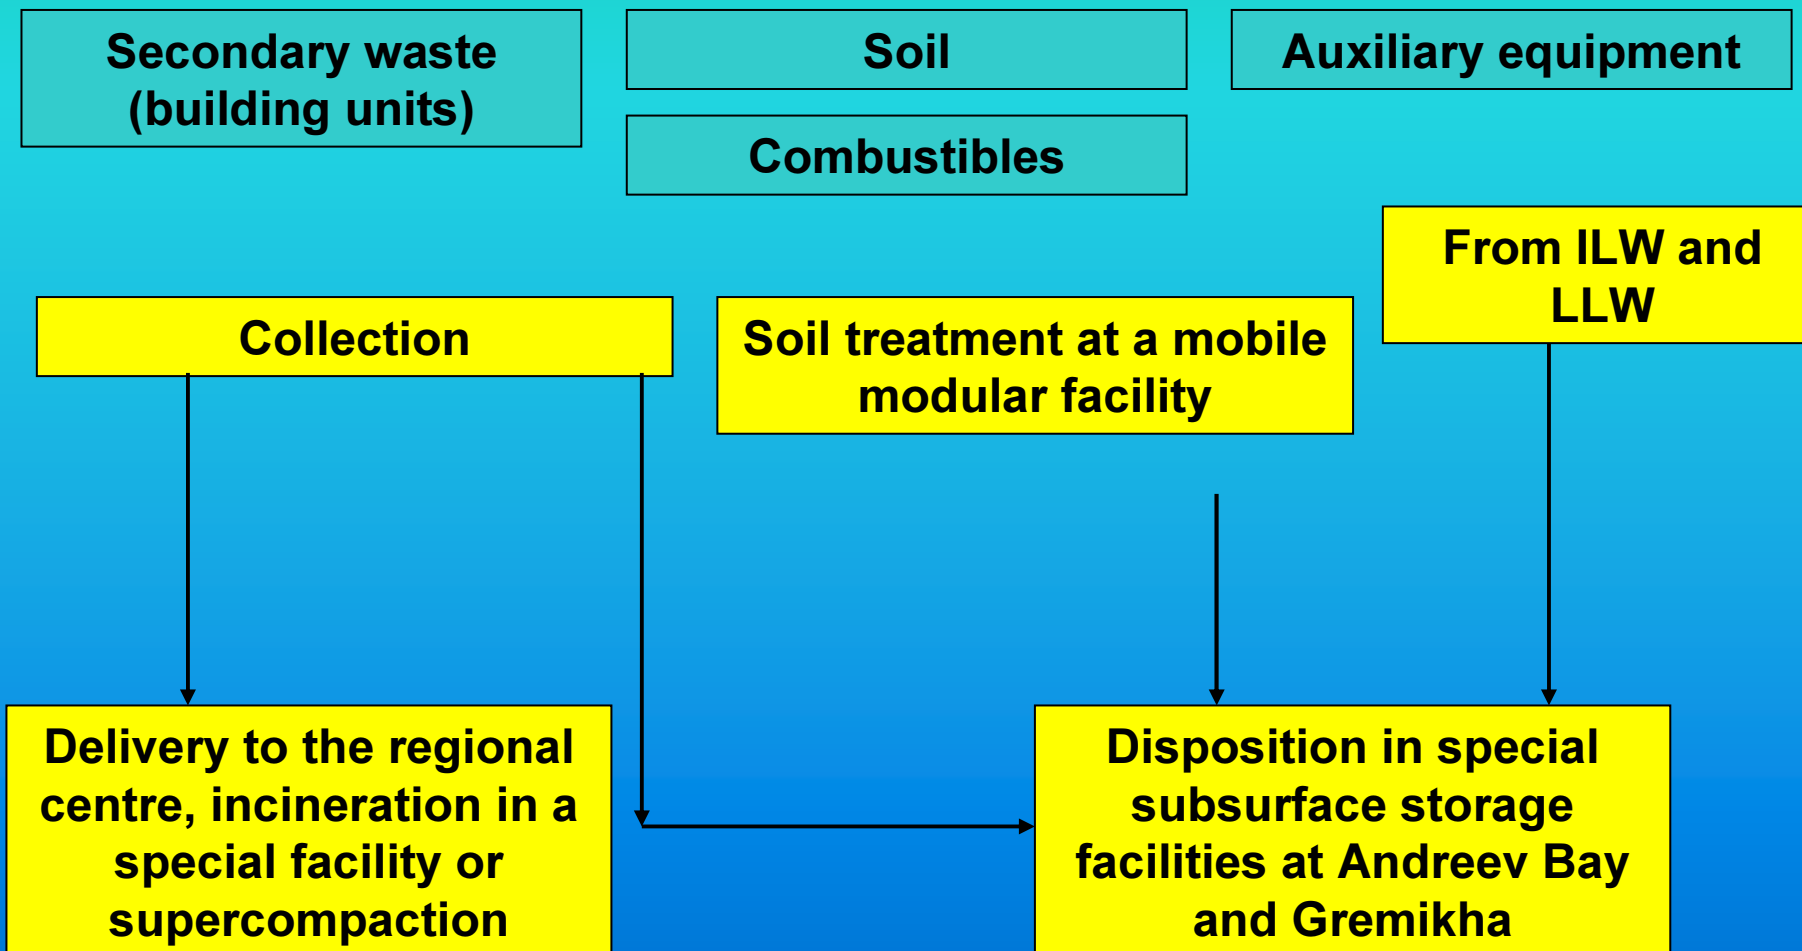 Secondary waste
(building units)
Soil
Auxiliary equipment
Combustibles
From ILW and
LLW
Collection
Soil treatment at a mobile
modular facility
Delivery to the regional
centre, incineration in a
special facility or
supercompaction
Disposition in special
subsurface storage
facilities at Andreev Bay
and Gremikha